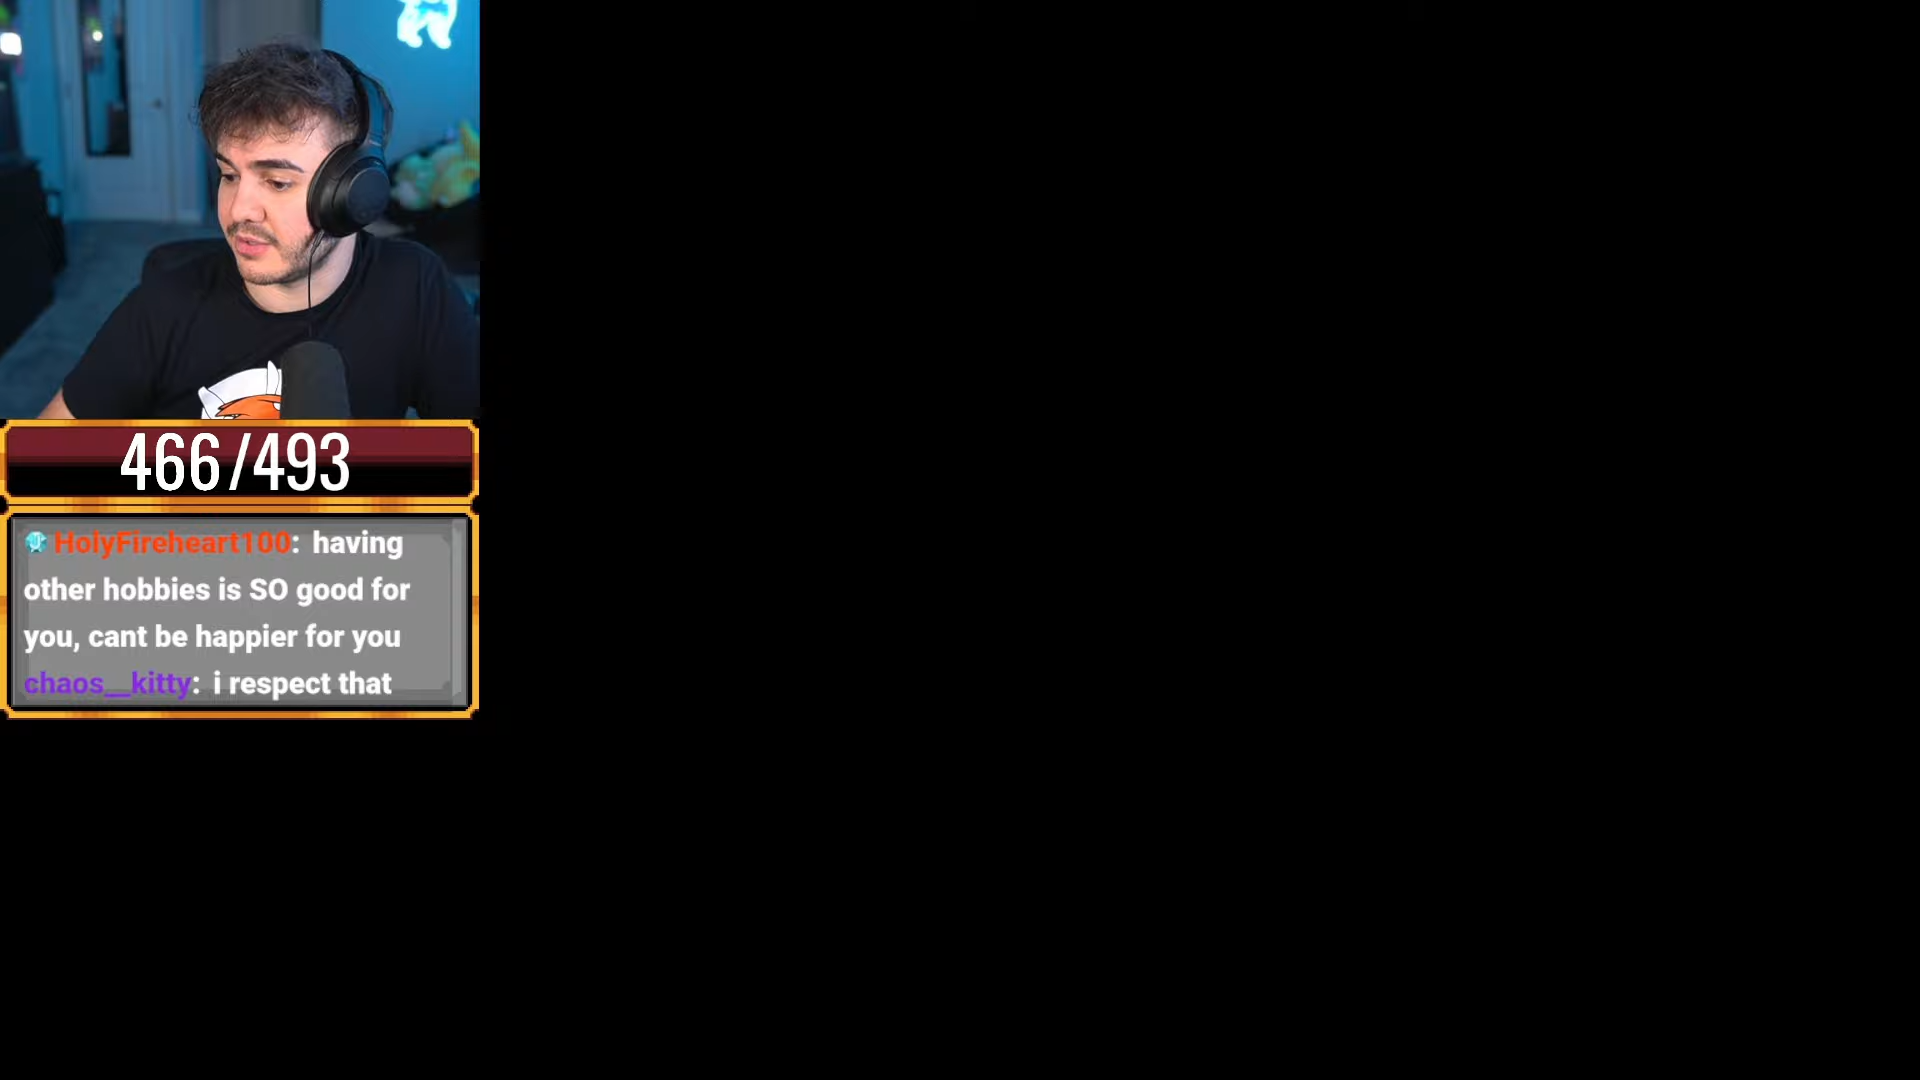 466/493
HolyFireheart100: having
other hobbies is SO good for
you, cant be happier for you
chaos__kitty: i respect that